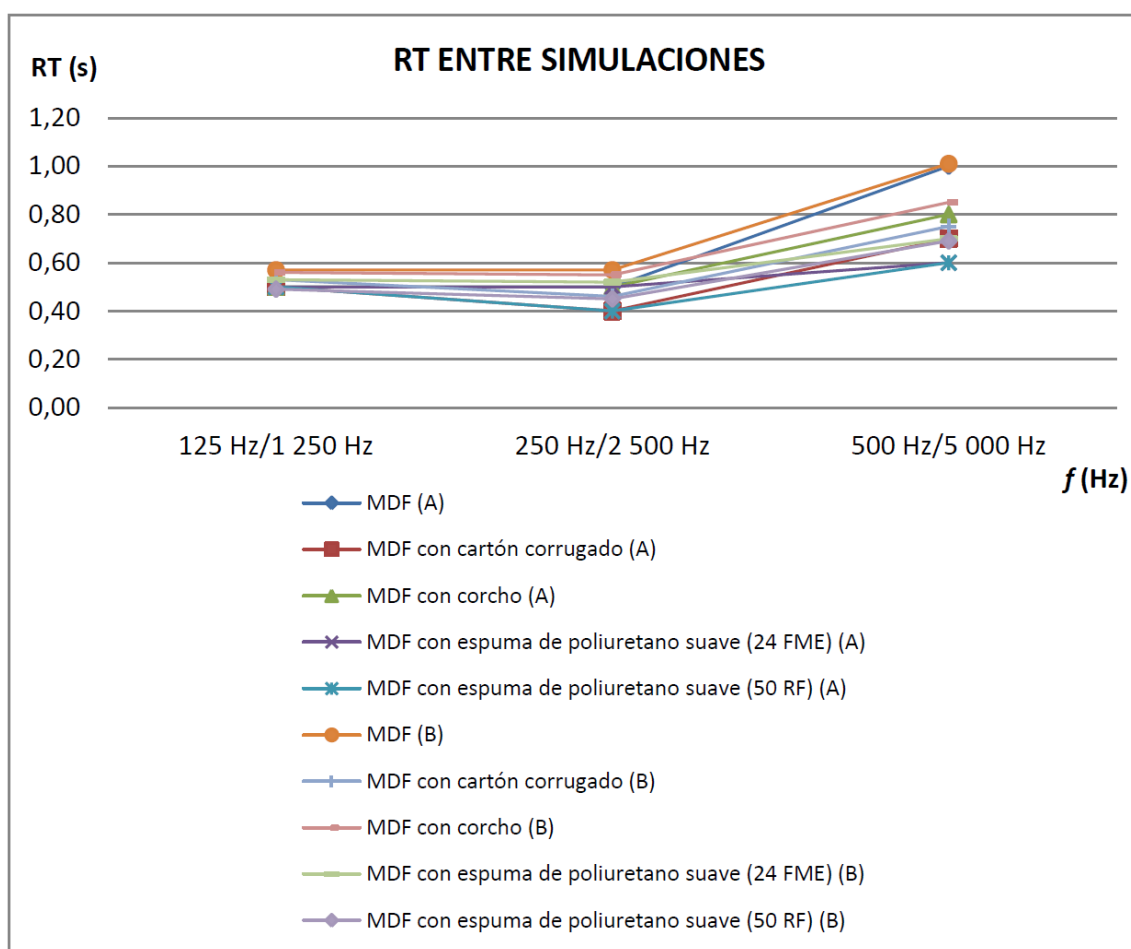 RT ENTRE SIMULACIONES
RT (s)
1,20
1,00
0,80
0,60
0,40
0,20
0,00
125 Hz/1 250 Hz
250 Hz/2 500 Hz
500 Hz/5 000 Hz
f (Hz)
MDF (A)
MDF con cartón corrugado (A)
MDF con corcho (A)
MDF con espuma de poliuretano suave (24 FME) (A)
MDF con espuma de poliuretano suave (50 RF) (A)
MDF (B)
MDF con cartón corrugado (B)
MDF con corcho (B)
MDF con espuma de poliuretano suave (24 FME) (B)
MDF con espuma de poliuretano suave (50 RF) (B)